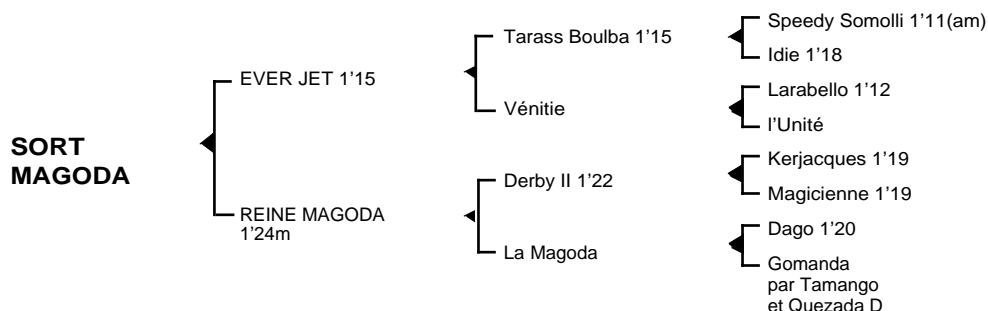 SORT
MAGODA
EVER JET 1’15
REINE MAGODA
1’24m
Tarass Boulba 1’15
Vénitie
Derby II 1’22
La Magoda
Speedy Somolli 1’11(am)
Idie 1’18
Larabello 1’12
l’Unité
Kerjacques 1’19
Magicienne 1’19
Dago 1’20
Gomanda
par Tamango
et Quezada D